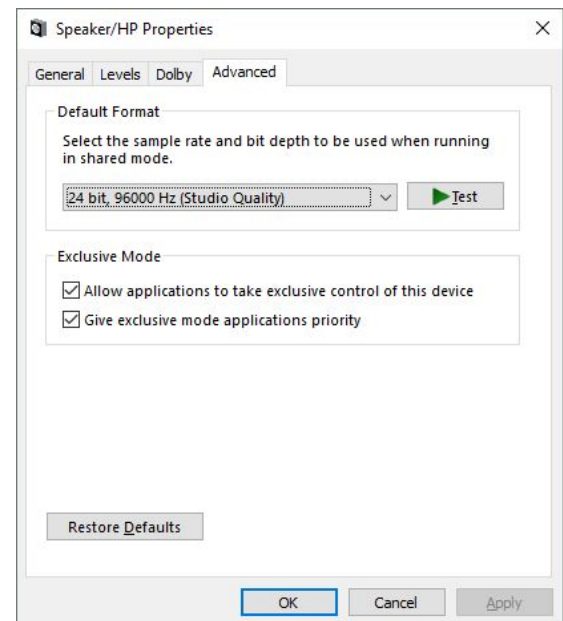 Speaker/HP Properties
General Levels Dolby Advanced
Default Format
Select the sample rate and bit depth to be used when running
in shared mode.
24 bit, 96000 Hz (Studio Quality)
Test
Exclusive Mode
Allow applications to take exclusive control of this device
Give exclusive mode applications priority
Restore Defaults
OK Cancel Apply